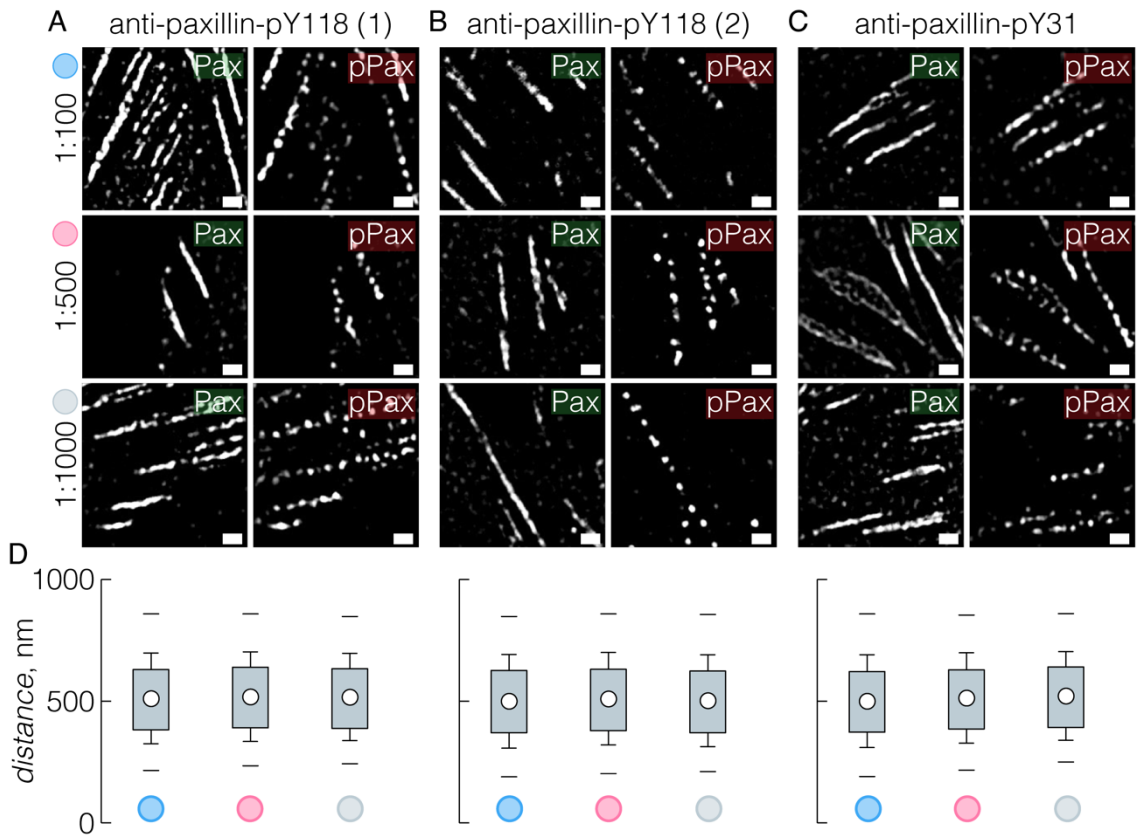 A anti-paxillin-pY118 (1)
B anti-paxillin-pY118 (2)
C anti-paxillin-pY31
1:100
Pax pPax Pax pPax Pax pPax
1:500
Pax pPax Pax pPax Pax pPax
1:1000
Pax pPax Pax pPax Pax pPax
D
distance, nm
1000
500
0